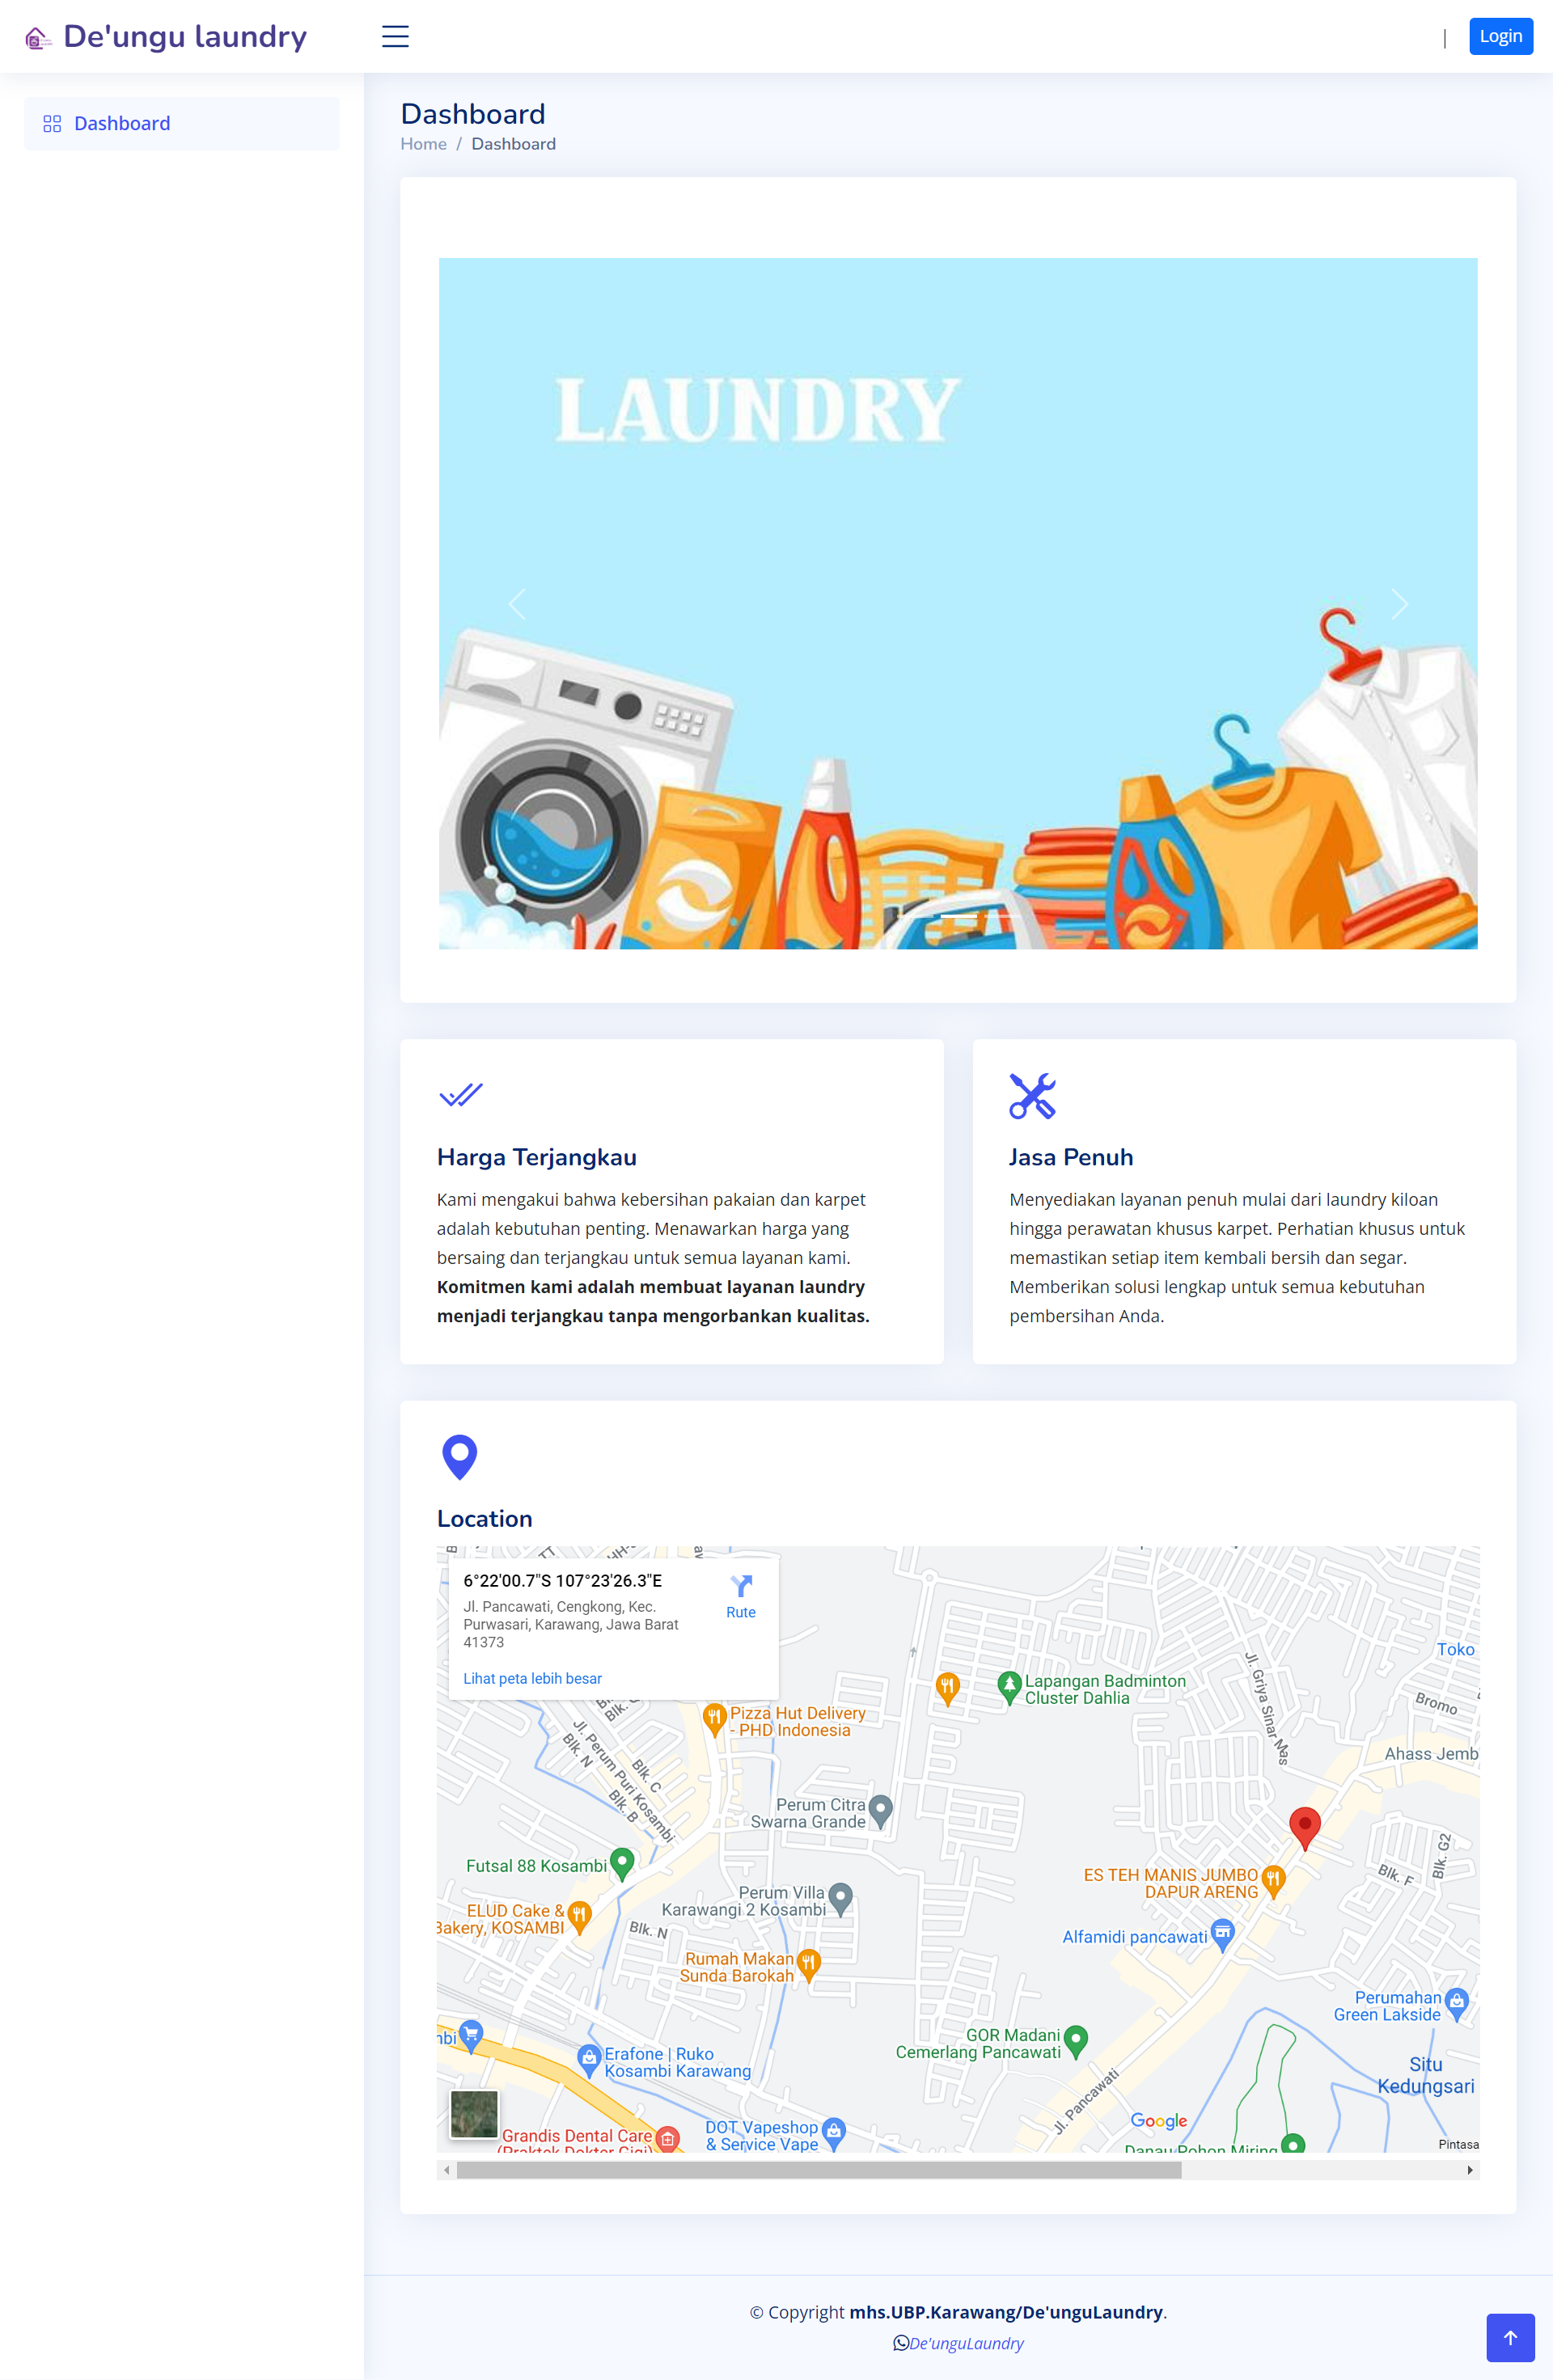 De'ungu laundry
|
Login
Dashboard
Dashboard
Home / Dashboard
LAUNDRY
Harga Terjangkau
Kami mengakui bahwa kebersihan pakaian dan karpet
adalah kebutuhan penting. Menawarkan harga yang
bersaing dan terjangkau untuk semua layanan kami.
Komitmen kami adalah membuat layanan laundry
menjadi terjangkau tanpa mengorbankan kualitas.
Jasa Penuh
Menyediakan layanan penuh mulai dari laundry kiloan
hingga perawatan khusus karpet. Perhatian khusus untuk
memastikan setiap item kembali bersih dan segar.
Memberikan solusi lengkap untuk semua kebutuhan
pembersihan Anda.
Location
6°22'00.7"S 107°23'26.3"E
Jl. Pancawati, Cengkong, Kec.
Purwasari, Karawang, Jawa Barat
41373
Rute
Lihat peta lebih besar
Toko
Jl. Griya Sinar Mas
Lapangan Badminton
Cluster Dahlia
Bromo
Pizza Hut Delivery
- PHD Indonesia
Jl. Perum Puri Kosambi
Blk. N
Blk. C
Blk. B
Ahass Jemb
Perum Citra
Swarna Grande
Futsal 88 Kosambi
ES TEH MANIS JUMBO
DAPUR ARENG
Blk. F
Blk. G2
Perum Villa
Karawangi 2 Kosambi
ELUD Cake &
Bakery, KOSAMBI
Blk. N
Alfamidi pancawati
Rumah Makan
Sunda Barokah
Perumahan
Green Lakside
GOR Madani
Cemerlang Pancawati
Erafone | Ruko
Kosambi Karawang
Situ
Kedungsari
Jl. Pancawati
Google
DOT Vapeshop
& Service Vape
Grandis Dental Care
(Praktek Dokter Gigi)
Danau Pohon Miring
Pintasa
© Copyright mhs.UBP.Karawang/De'unguLaundry.
De'unguLaundry